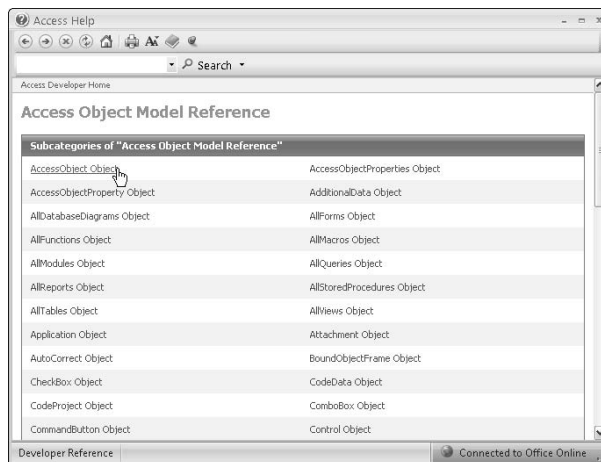 Access Help
Search
Access Developer Home
Access Object Model Reference
Subcategories of "Access Object Model Reference"
AccessObject Object
AccessObjectProperties Object
AccessObjectProperty Object
AdditionalData Object
AllDatabaseDiagrams Object
AllForms Object
AllFunctions Object
AllMacros Object
AllModules Object
AllQueries Object
AllReports Object
AllStoredProcedures Object
AllTables Object
AllViews Object
Application Object
Attachment Object
AutoCorrect Object
BoundObjectFrame Object
CheckBox Object
CodeData Object
CodeProject Object
ComboBox Object
CommandButton Object
Control Object
Developer Reference
Connected to Office Online